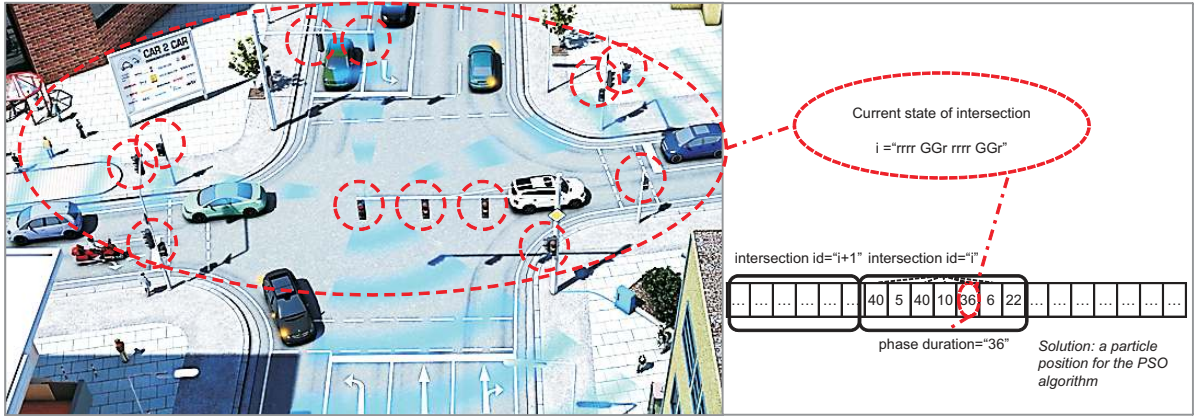 CAR 2 CAR
Current state of intersection
i ="rrrr GGr rrrr GGr"
intersection id="i+1" intersection id="i"
... ... ... ... ... ... 40 5 40 10 36 6 22 ... ... ... ... ... ... ...
phase duration="36"
Solution: a particle
position for the PSO
algorithm